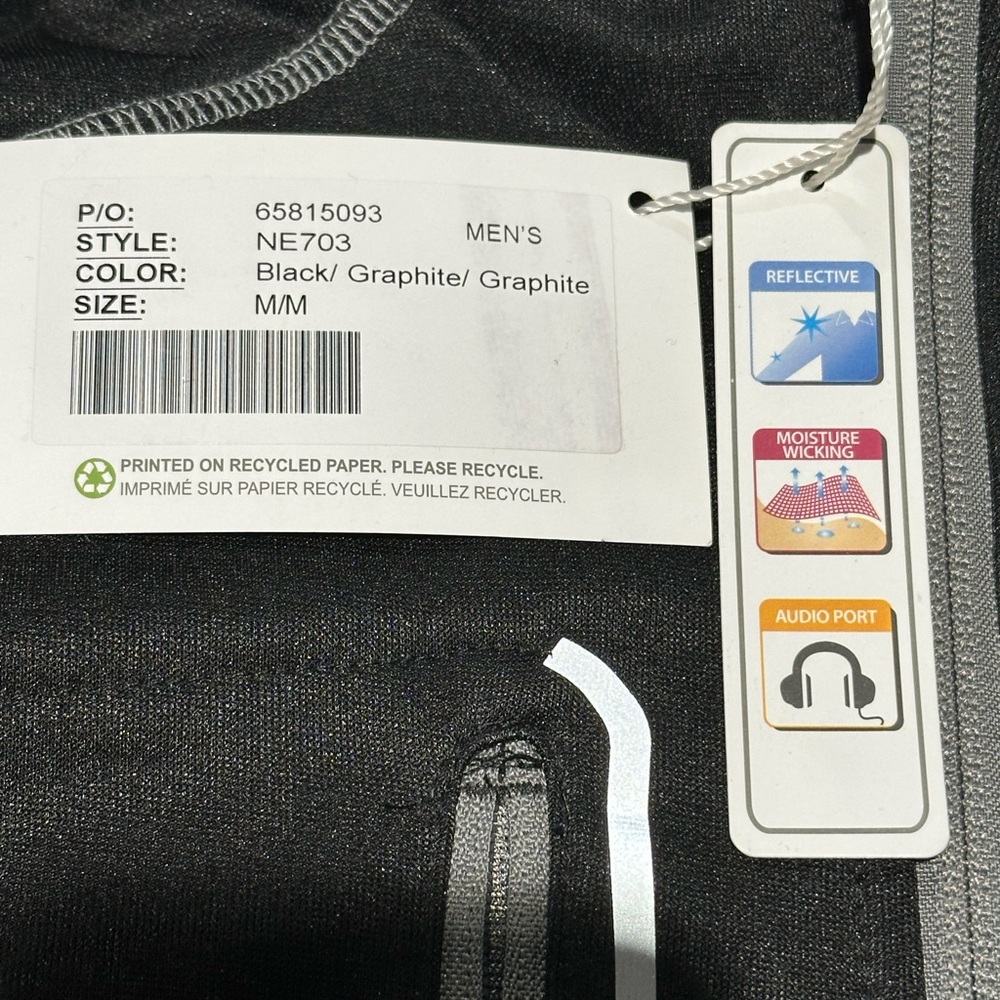 P/O: 65815093
STYLE: NE703 MEN'S
COLOR: Black/ Graphite/ Graphite
SIZE: M/M
PRINTED ON RECYCLED PAPER. PLEASE RECYCLE.
IMPRIMÉ SUR PAPIER RECYCLÉ. VEUILLEZ RECYCLER.
REFLECTIVE
MOISTURE
WICKING
AUDIO PORT